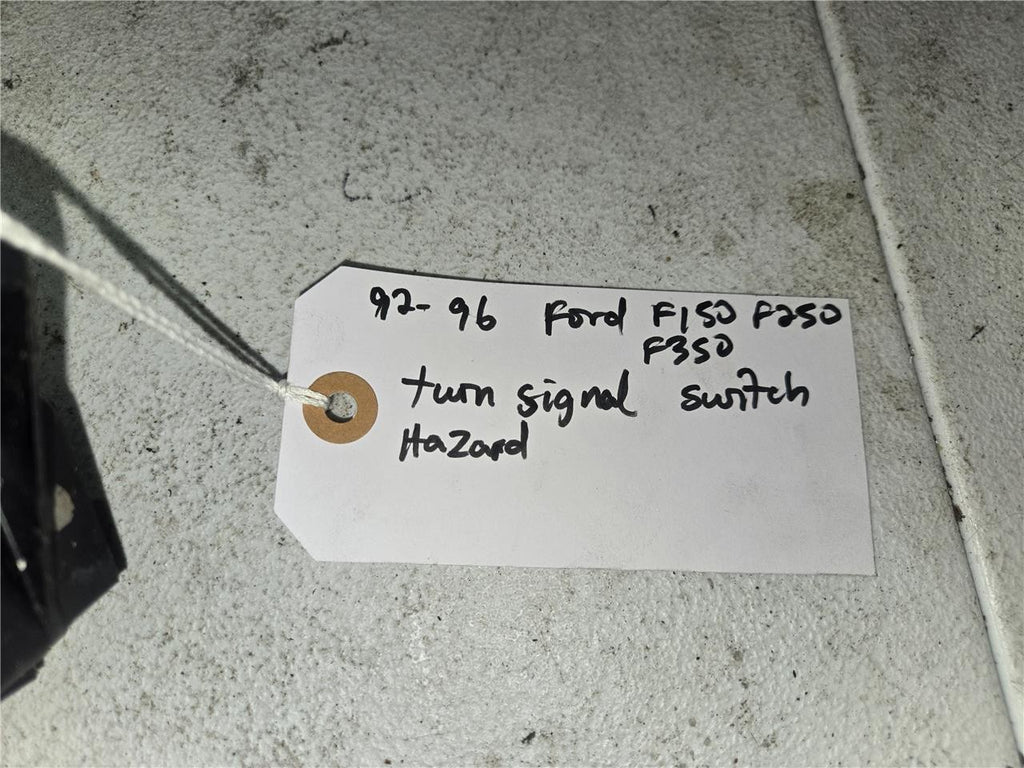 92-96 Ford F150 F250
F350
turn signal switch
Hazard